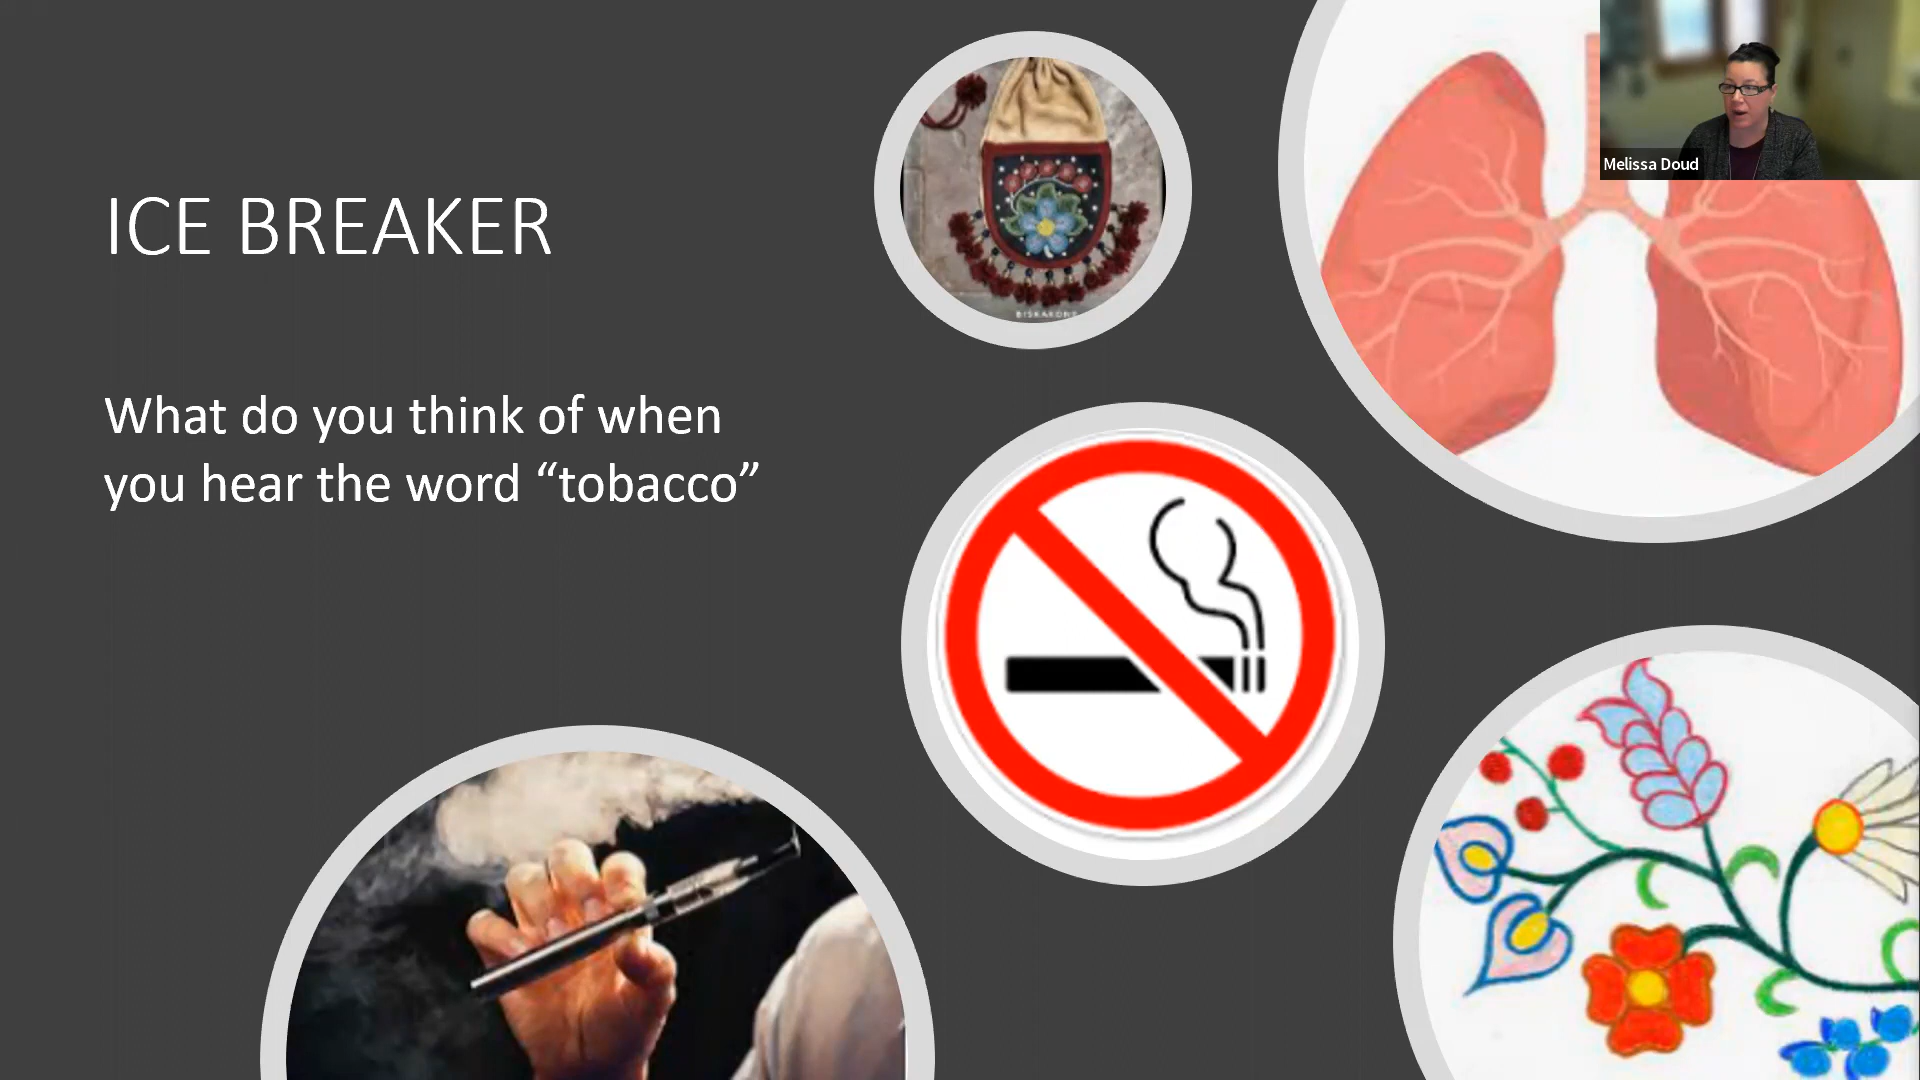 ICE BREAKER
What do you think of when
you hear the word “tobacco”
Melissa Doud